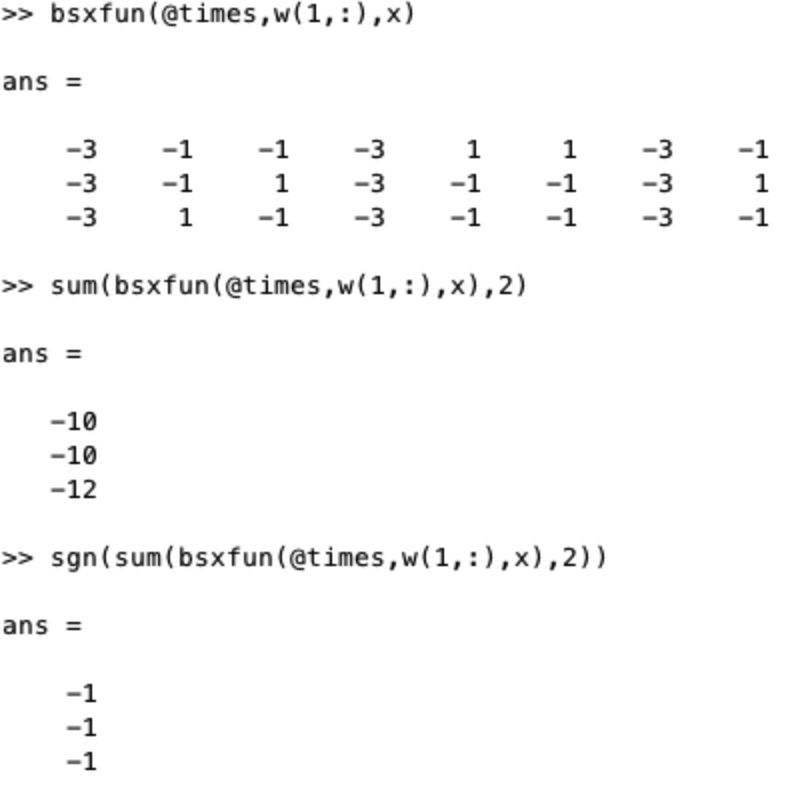 >> bsxfun(@times,w(1,:),x)
ans =
-3 -1 -1 -3 1 1 -3 -1
-3 -1 1 -3 -1 -1 -3 1
-3 1 -1 -3 -1 -1 -3 -1
>> sum(bsxfun(@times,w(1,:),x),2)
ans =
-10
-10
-12
>> sgn(sum(bsxfun(@times,w(1,:),x),2))
ans =
-1
-1
-1